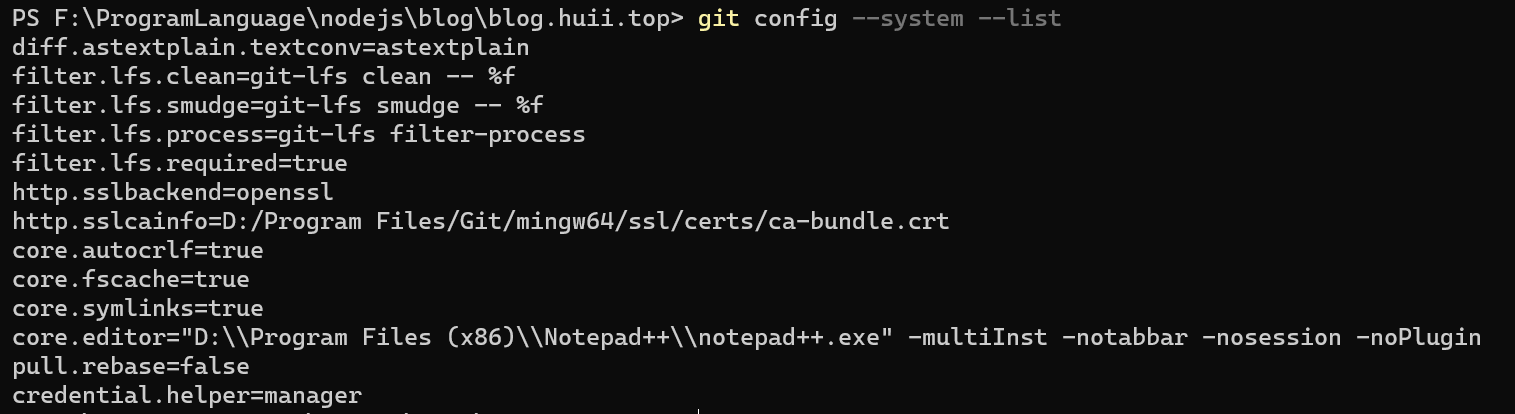 PS F:\ProgramLanguage\nodejs\blog\blog.huii.top> git config --system --list
diff.astextplain.textconv=astextplain
filter.lfs.clean=git-lfs clean -- %f
filter.lfs.smudge=git-lfs smudge -- %f
filter.lfs.process=git-lfs filter-process
filter.lfs.required=true
http.sslbackend=openssl
http.sslcainfo=D:/Program Files/Git/mingw64/ssl/certs/ca-bundle.crt
core.autocrlf=true
core.fscache=true
core.symlinks=true
core.editor="D:\\Program Files (x86)\\Notepad++\\notepad++.exe" -multiInst -notabbar -nosession -noPlugin
pull.rebase=false
credential.helper=manager